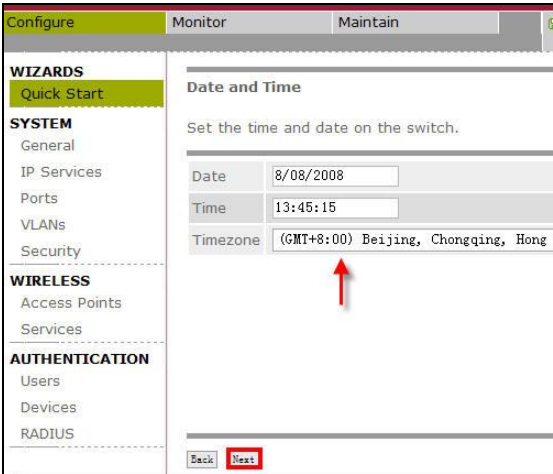 Configure Monitor Maintain
WIZARDS
Quick Start
SYSTEM
General
IP Services
Ports
VLANs
Security
WIRELESS
Access Points
Services
AUTHENTICATION
Users
Devices
RADIUS
Date and Time
Set the time and date on the switch.
Date 8/08/2008
Time 13:45:15
Timezone (GMT+8:00) Beijing, Chongqing, Hong
Back Next